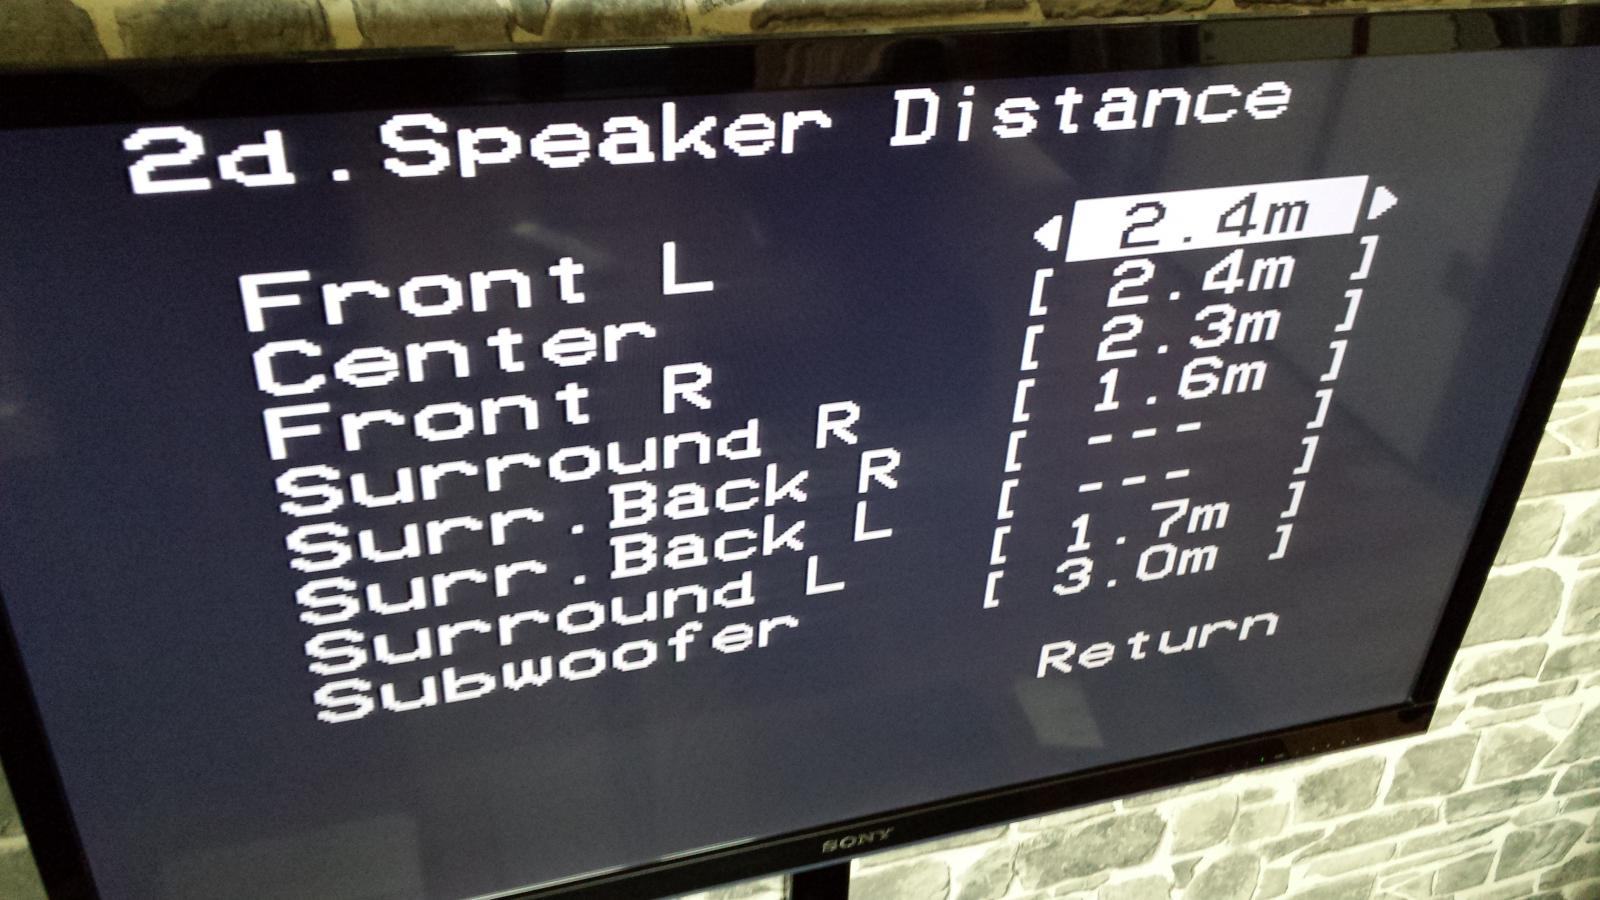 2d.Speaker Distance
Front L ◀ 2.4m ▶
Center [ 2.4m ]
Front R [ 2.3m ]
Surround R [ 1.6m ]
Surr.Back R [ --- ]
Surr.Back L [ --- ]
Surround L [ 1.7m ]
Subwoofer [ 3.0m ]
Return
SONY